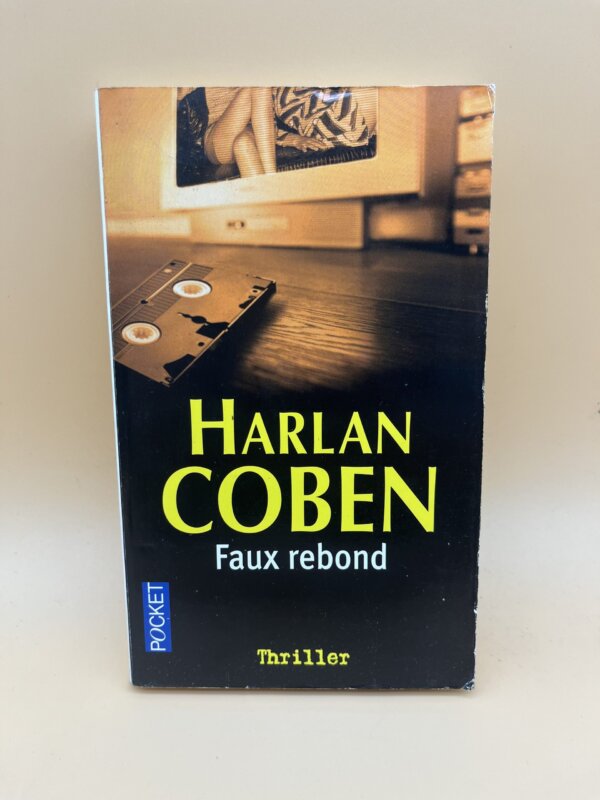 HARLAN
COBEN
Faux rebond
POCKET
Thriller